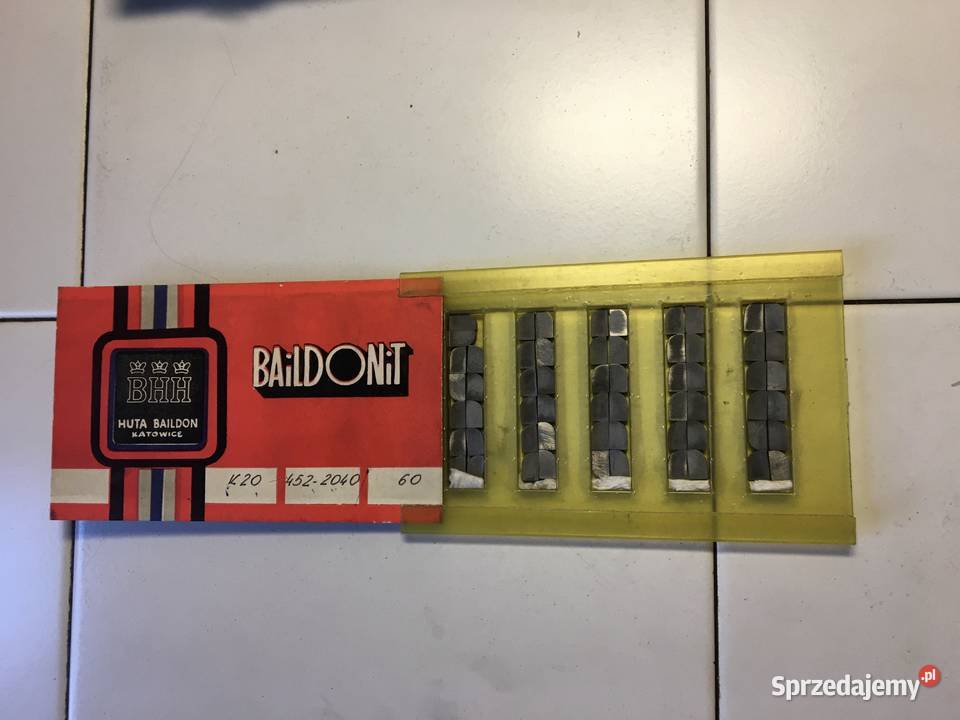 BHH
HUTA BAILDON
KATOWICE
BAiLDONiT
K20 452-2040 60
Sprzedajemy.pl